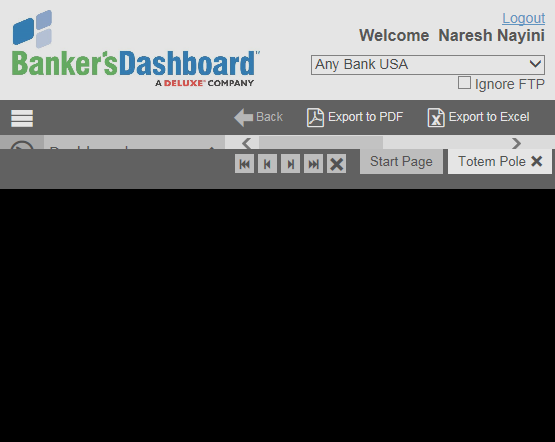 Logout
Welcome Naresh Nayini
Banker'sDashboard™
A DELUXE® COMPANY
Any Bank USA
Ignore FTP
Back Export to PDF Export to Excel
Start Page Totem Pole